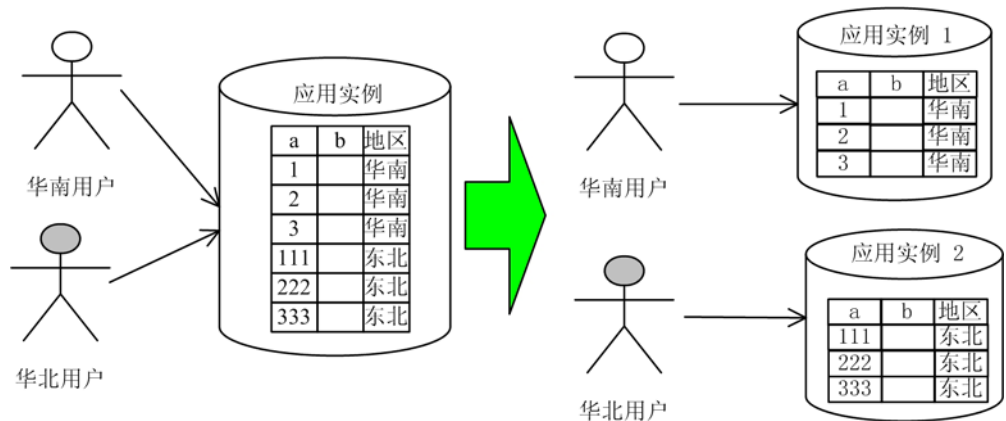 应用实例
a b 地区
1 华南
2 华南
3 华南
111 东北
222 东北
333 东北
华南用户
华北用户
应用实例 1
a b 地区
1 华南
2 华南
3 华南
华南用户
应用实例 2
a b 地区
111 东北
222 东北
333 东北
华北用户